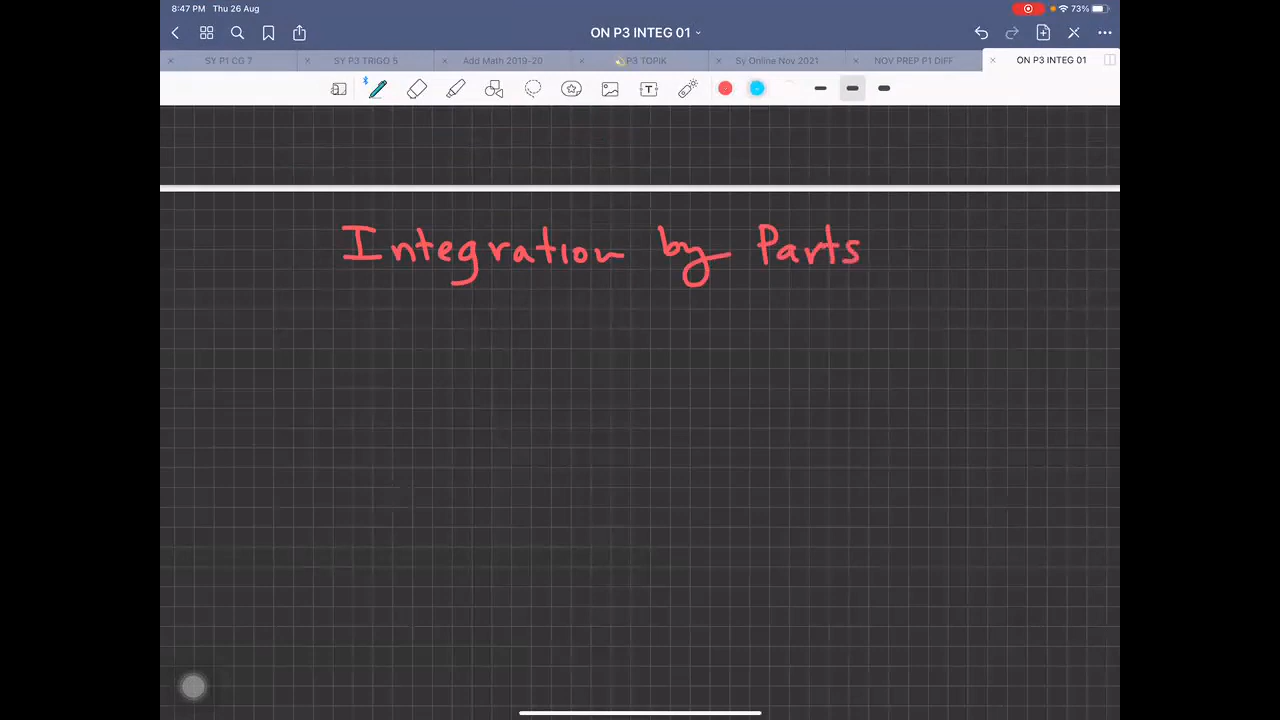 8:47 PM Thu 26 Aug
73%
ON P3 INTEG 01
SY P1 CG 7
SY P3 TRIGO 5
Add Math 2019-20
P3 TOPIK
Sy Online Nov 2021
NOV PREP P1 DIFF
ON P3 INTEG 01
Integration by Parts